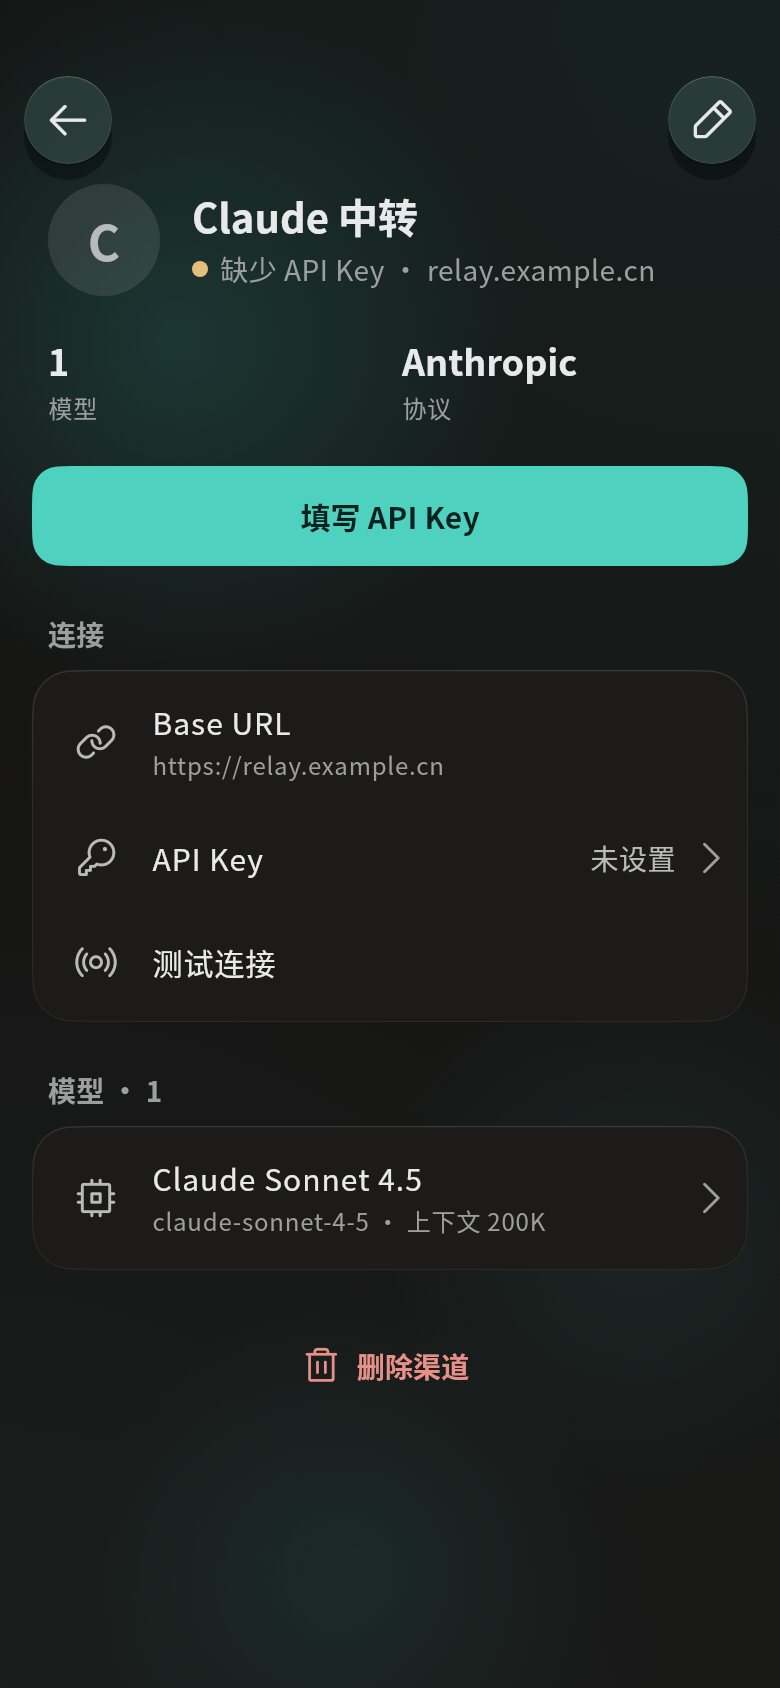 C
Claude 中转
缺少 API Key · relay.example.cn
1
模型
Anthropic
协议
填写 API Key
连接
Base URL
https://relay.example.cn
API Key
未设置
测试连接
模型 · 1
Claude Sonnet 4.5
claude-sonnet-4-5 · 上下文 200K
删除渠道